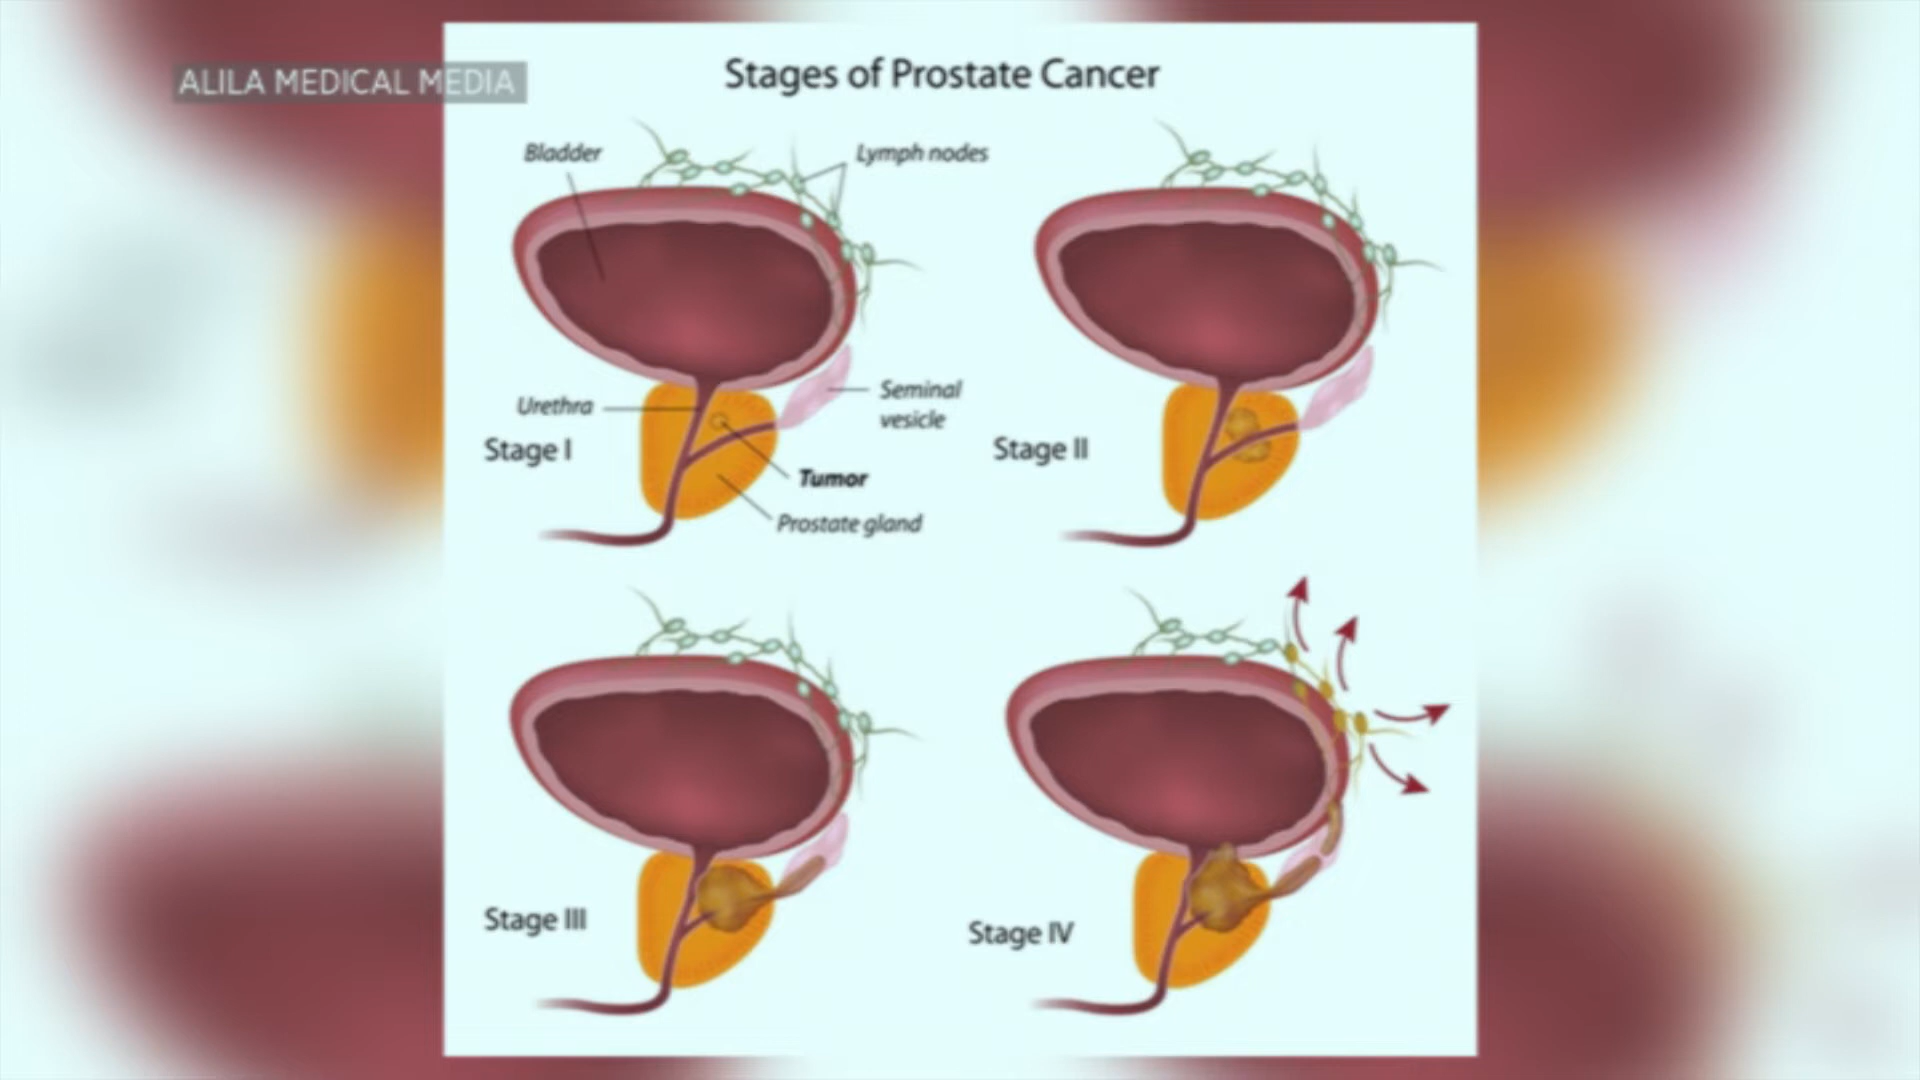 ALILA MEDICAL MEDIA
Stages of Prostate Cancer
Bladder
Lymph nodes
Urethra
Seminal
vesicle
Stage I
Tumor
Prostate gland
Stage II
Stage III
Stage IV